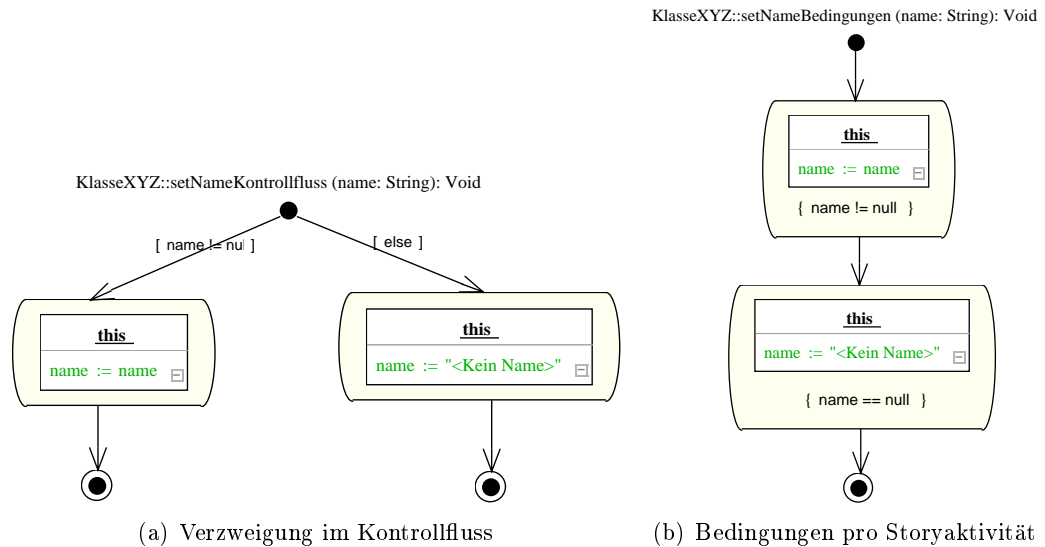 KlasseXYZ::setNameBedingungen (name: String): Void
this
name := name
{ name != null }
this
name := "<Kein Name>"
{ name == null }
KlasseXYZ::setNameKontrollfluss (name: String): Void
[ name != nul ]
[ else ]
this
name := name
this
name := "<Kein Name>"
(a) Verzweigung im Kontrollfluss
(b) Bedingungen pro Storyaktivität